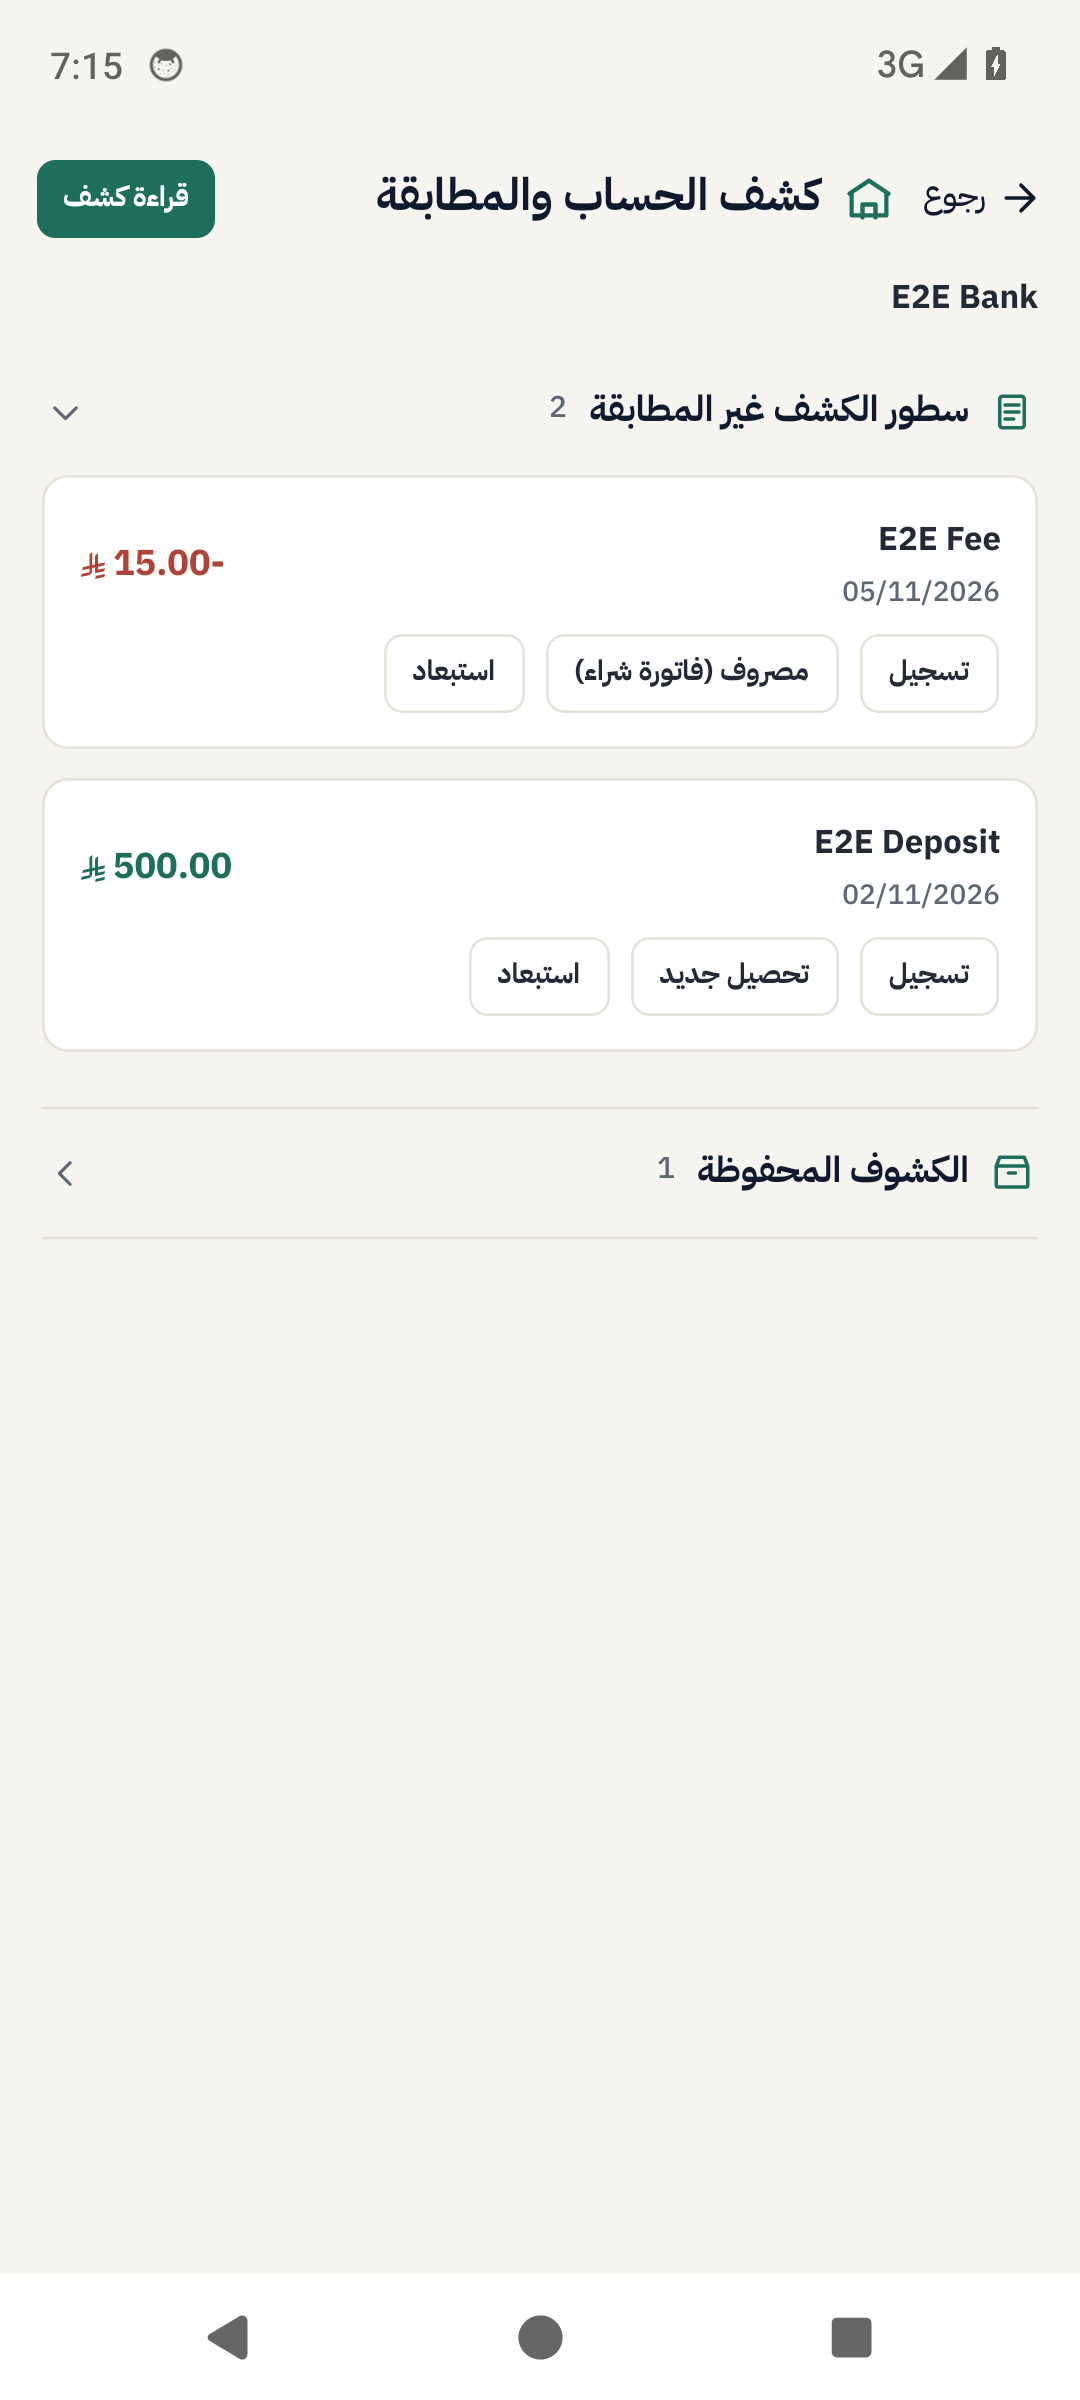 7:15 3G
رجوع كشف الحساب والمطابقة قراءة كشف
E2E Bank
سطور الكشف غير المطابقة 2
E2E Fee
-15.00
05/11/2026
تسجيل مصروف (فاتورة شراء) استبعاد
E2E Deposit
500.00
02/11/2026
تسجيل تحصيل جديد استبعاد
الكشوف المحفوظة 1